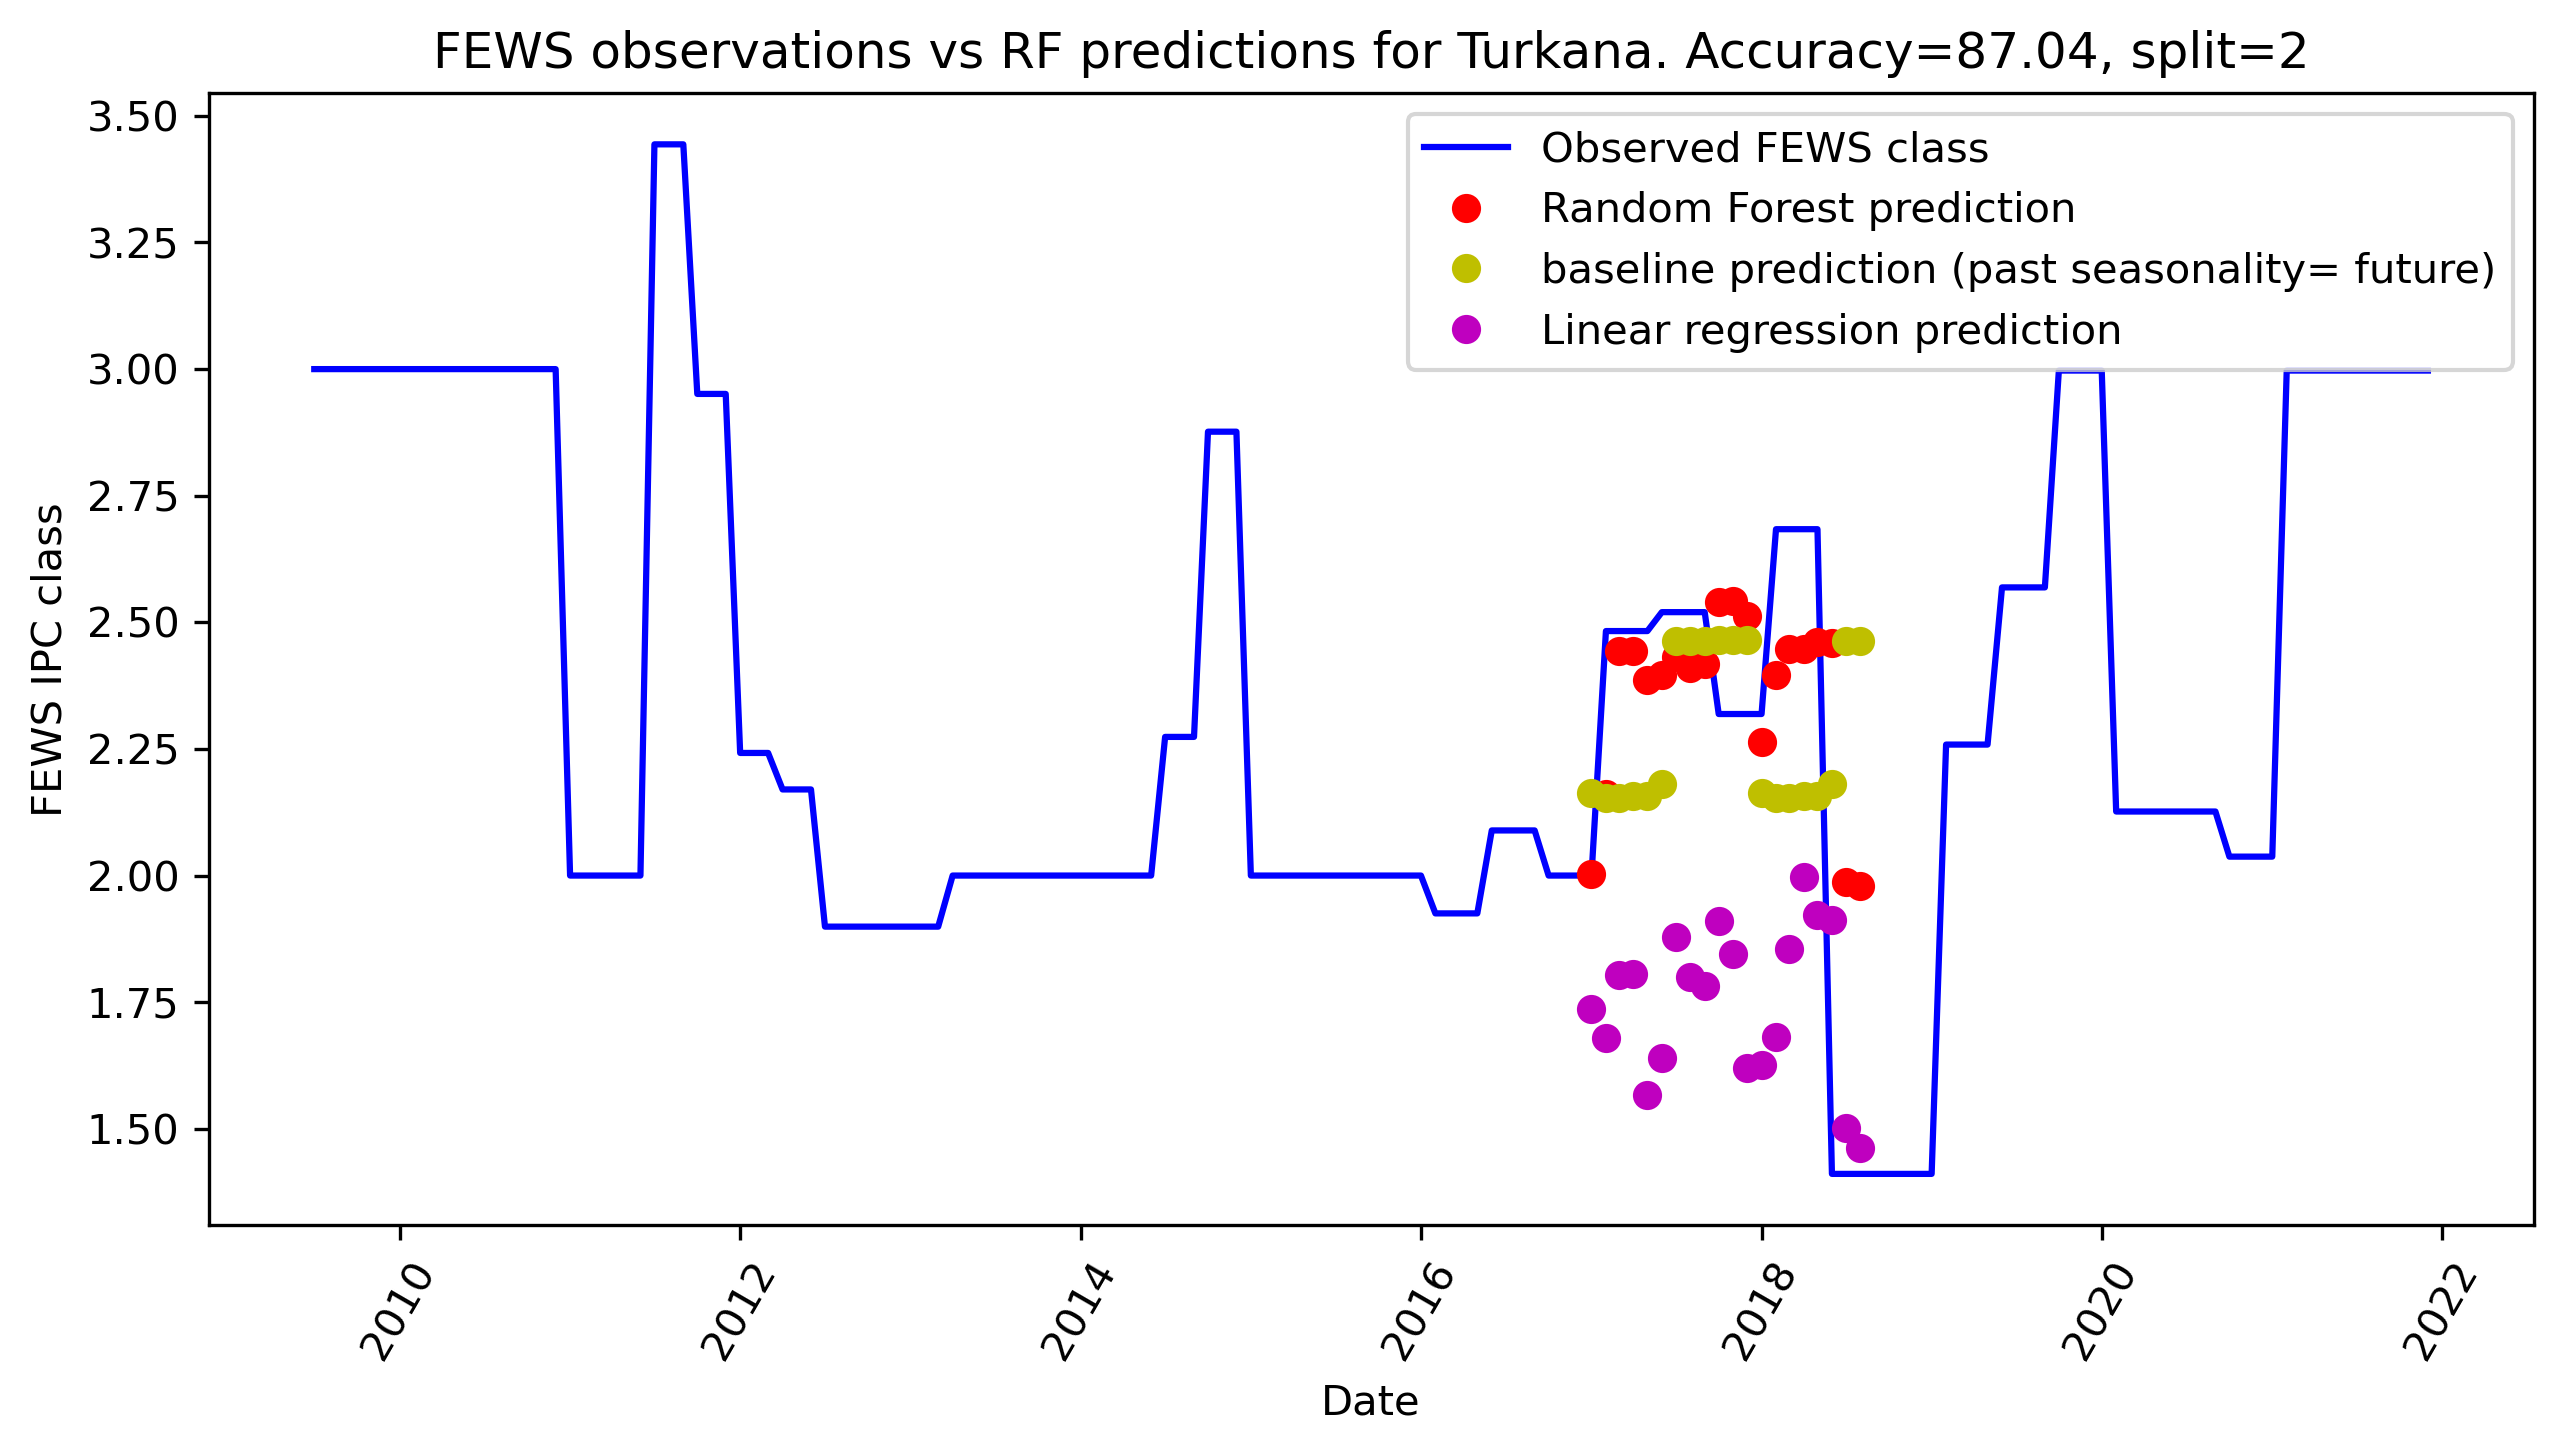 FEWS observations vs RF predictions for Turkana. Accuracy=87.04, split=2
Observed FEWS class
Random Forest prediction
baseline prediction (past seasonality= future)
Linear regression prediction
FEWS IPC class
3.50
3.25
3.00
2.75
2.50
2.25
2.00
1.75
1.50
2010
2012
2014
2016
2018
2020
2022
Date